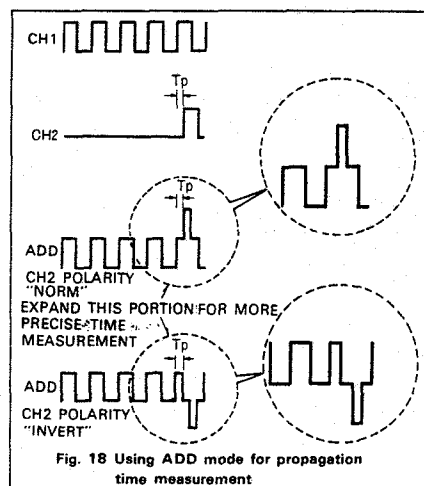 CH1
Tp
CH2
Tp
ADD
CH2 POLARITY
"NORM"
EXPAND THIS PORTION FOR MORE
PRECISE TIME
MEASUREMENT
Tp
ADD
CH2 POLARITY
"INVERT"
Fig. 18 Using ADD mode for propagation
time measurement